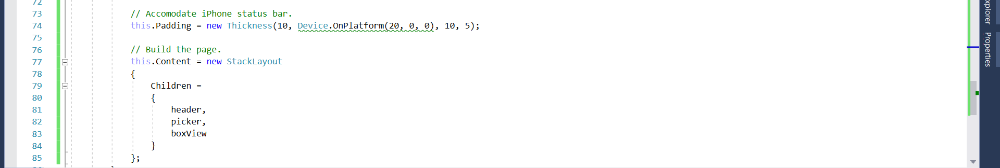 72
73 // Accomodate iPhone status bar.
74 this.Padding = new Thickness(10, Device.OnPlatform(20, 0, 0), 10, 5);
75
76 // Build the page.
77 this.Content = new StackLayout
78 {
79 Children =
80 {
81 header,
82 picker,
83 boxView
84 }
85 };
xplorer
Properties